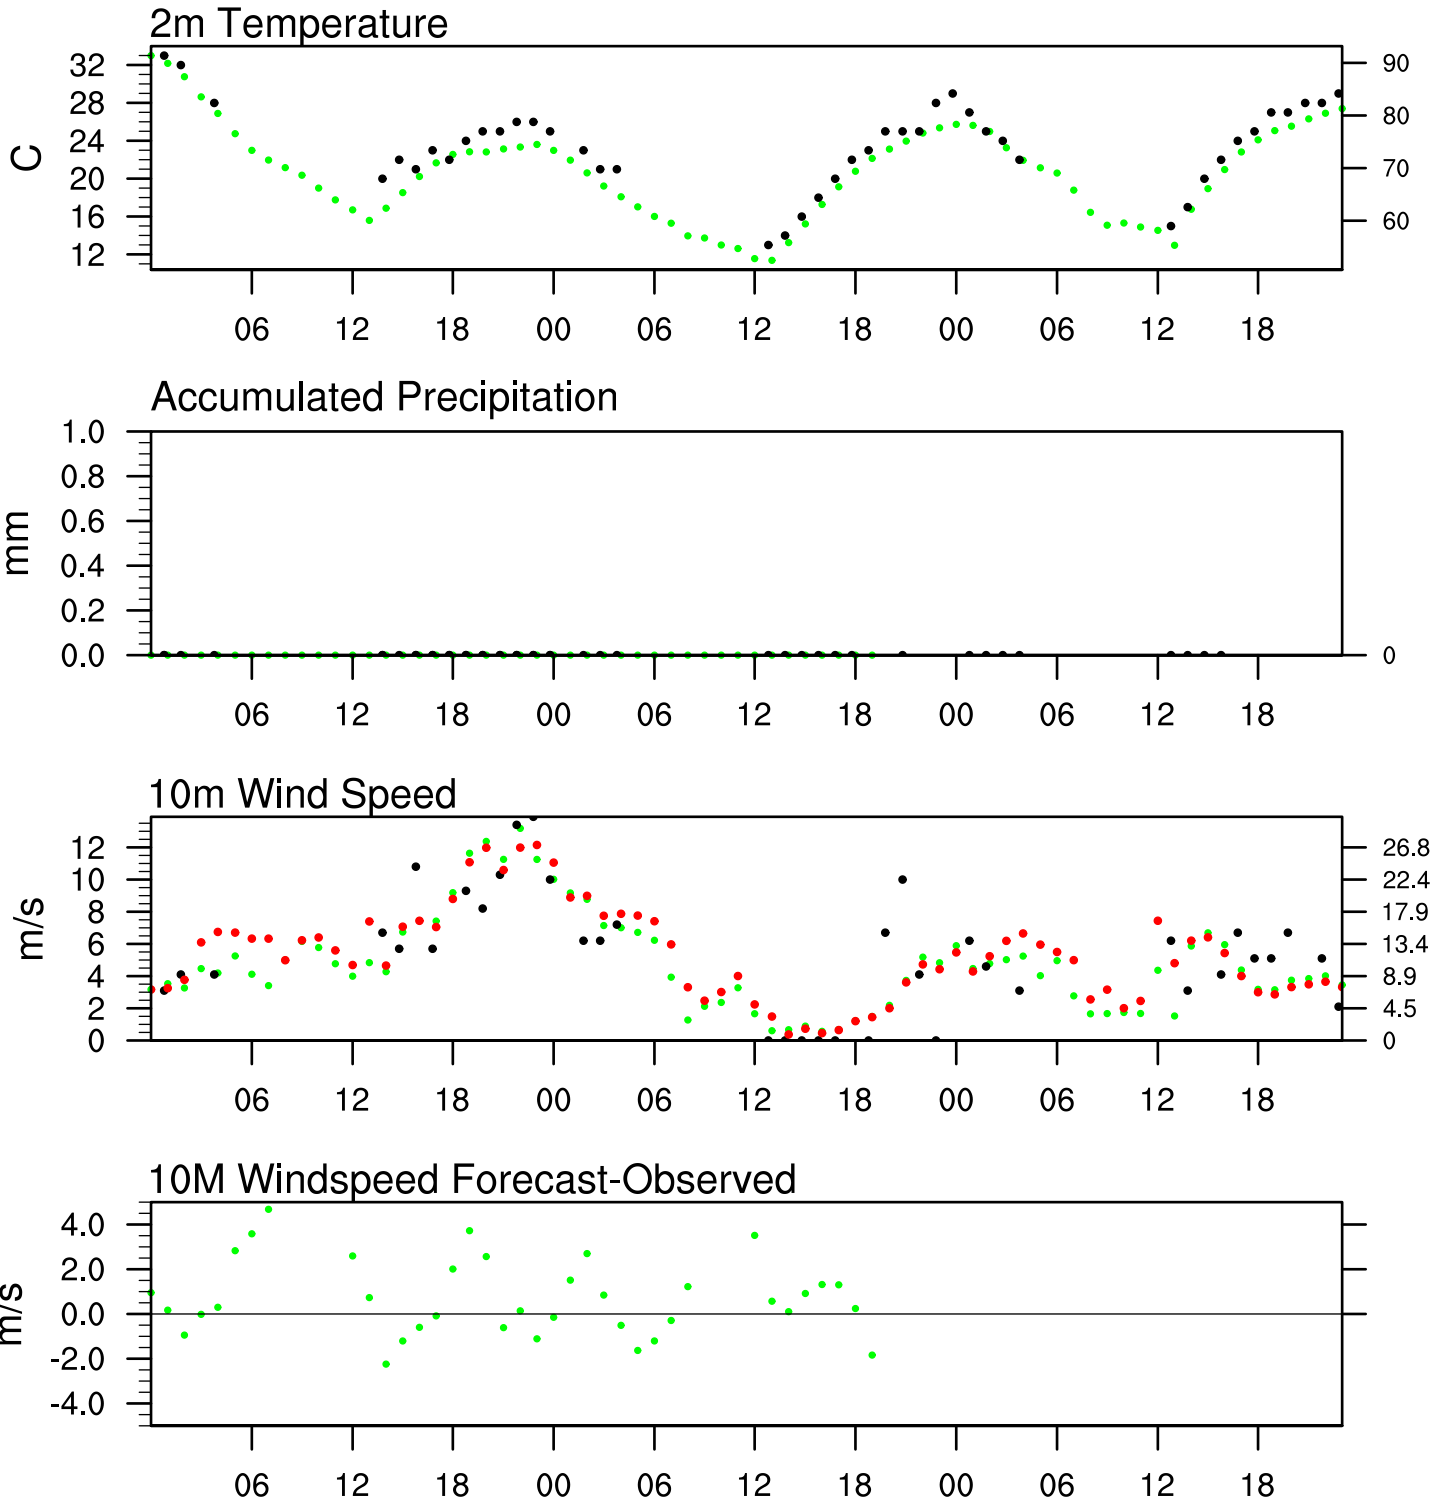 2m Temperature
32 90
28 80
24
C
20 70
16 60
12
06 12 18 00 06 12 18 00 06 12 18
Accumulated Precipitation
1.0
0.8
0.6
mm
0.4
0.2
0.0 0
06 12 18 00 06 12 18 00 06 12 18
10m Wind Speed
12 26.8
10 22.4
8 17.9
m/s
6 13.4
4 8.9
2 4.5
0 0
06 12 18 00 06 12 18 00 06 12 18
10M Windspeed Forecast-Observed
4.0
2.0
0.0
m/s
-2.0
-4.0
06 12 18 00 06 12 18 00 06 12 18